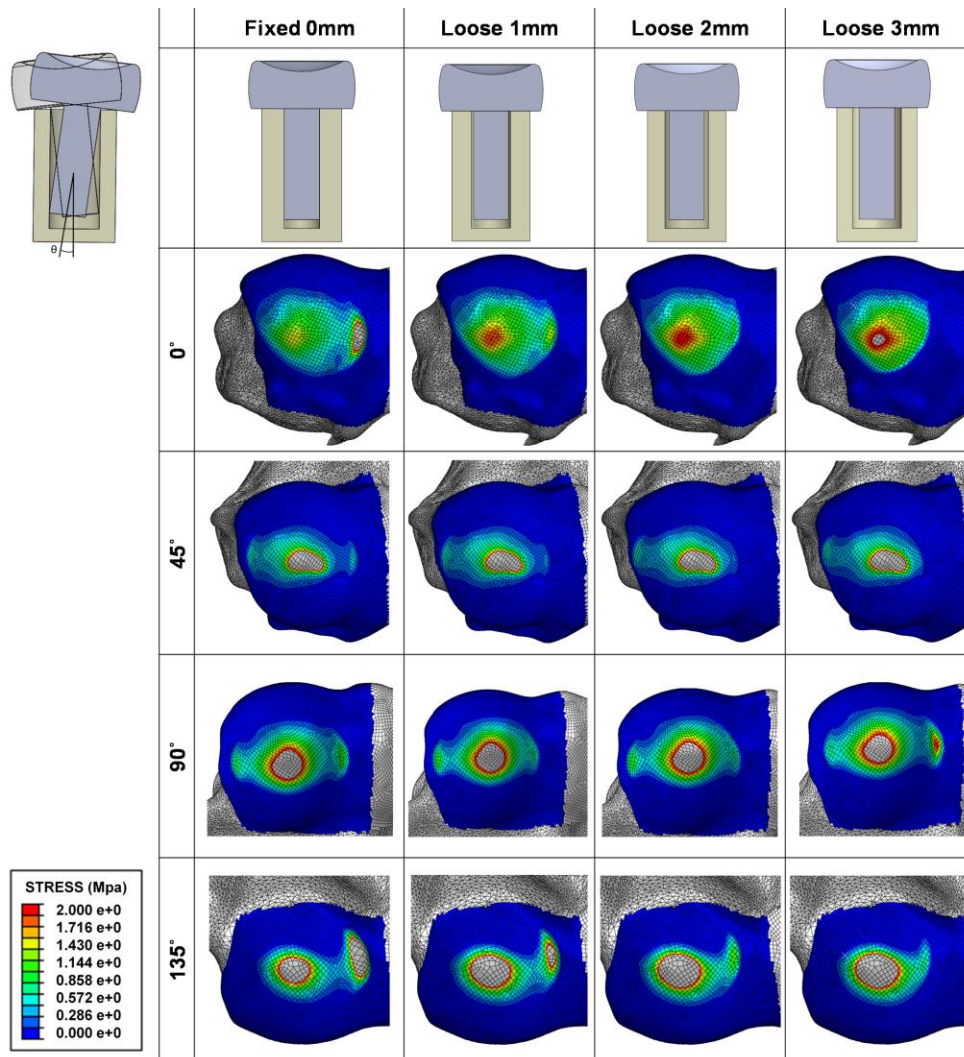 Fixed 0mm Loose 1mm Loose 2mm Loose 3mm
θ
0°
45°
90°
135°
STRESS (Mpa)
2.000 e+0
1.716 e+0
1.430 e+0
1.144 e+0
0.858 e+0
0.572 e+0
0.286 e+0
0.000 e+0